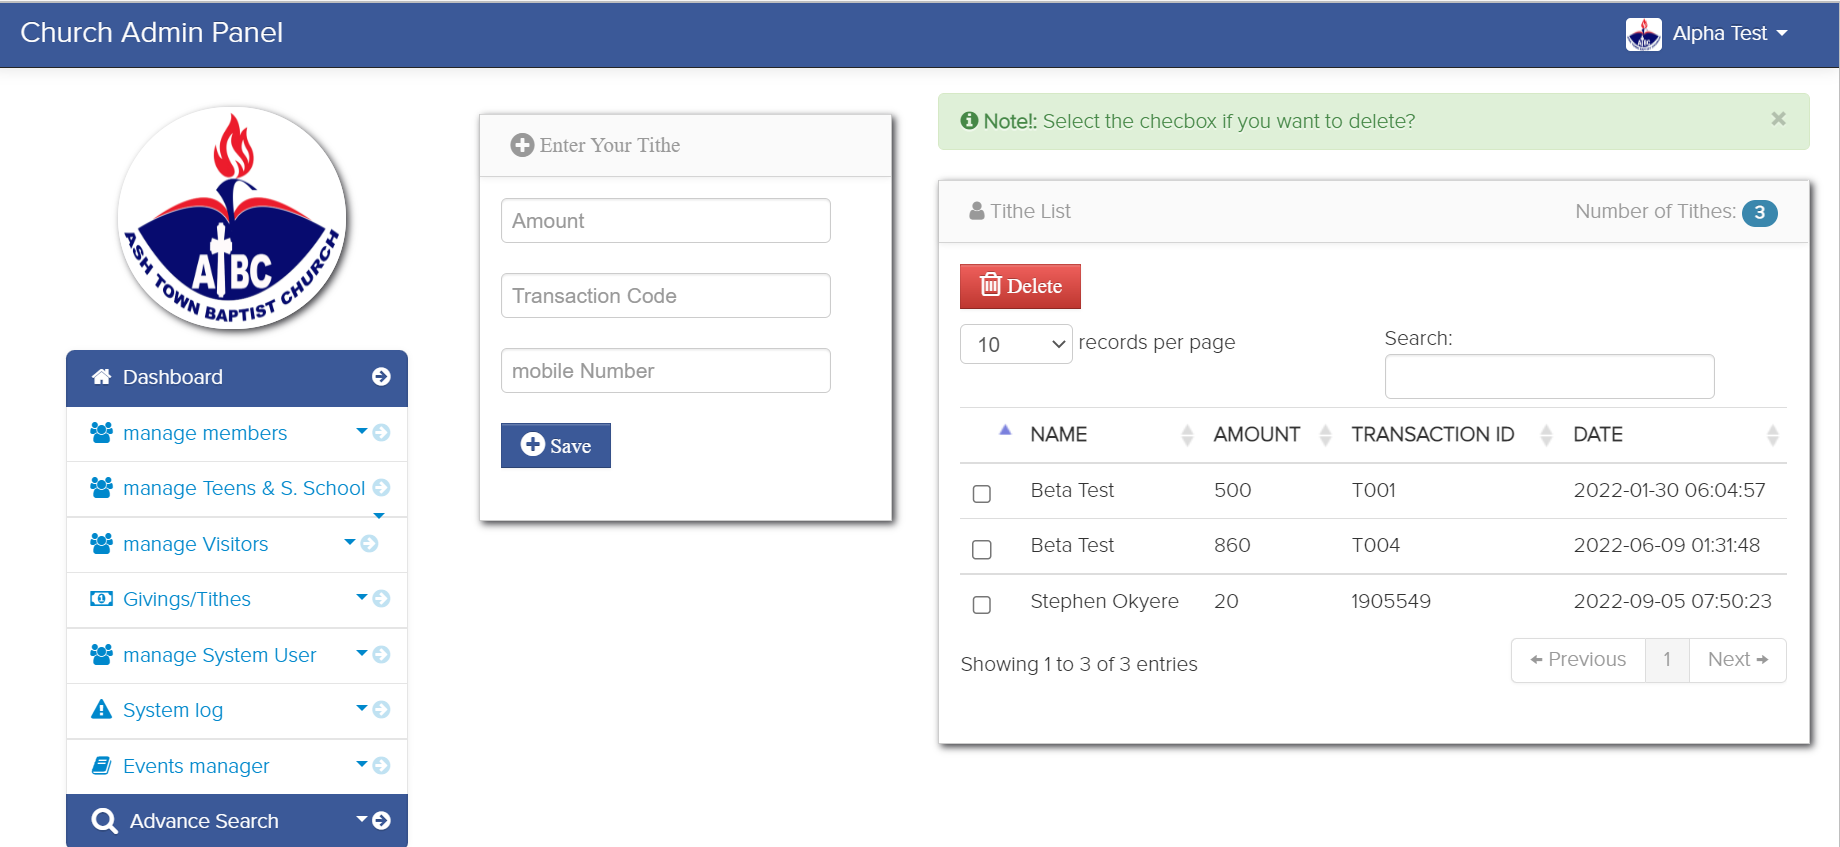 Church Admin Panel
Alpha Test
ATBC
ASH TOWN BAPTIST CHURCH
Dashboard
manage members
manage Teens & S. School
manage Visitors
Givings/Tithes
manage System User
System log
Events manager
Advance Search
Enter Your Tithe
Amount
Transaction Code
mobile Number
Save
Note!: Select the checbox if you want to delete?
×
Tithe List
Number of Tithes: 3
Delete
10 records per page
Search:
NAME AMOUNT TRANSACTION ID DATE
Beta Test 500 T001 2022-01-30 06:04:57
Beta Test 860 T004 2022-06-09 01:31:48
Stephen Okyere 20 1905549 2022-09-05 07:50:23
Showing 1 to 3 of 3 entries
← Previous 1 Next →